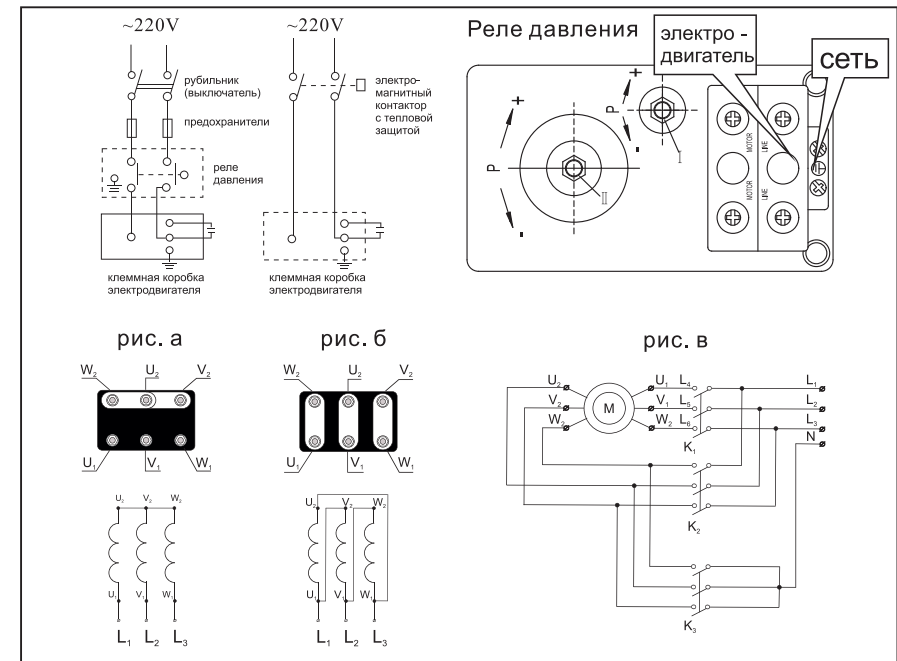 ~220V
~220V
рубильник
(выключатель)
предохранители
реле
давления
клеммная коробка
электродвигателя
электро-
магнитный
контактор
с тепловой
защитой
клеммная коробка
электродвигателя
Реле давления
электро -
двигатель
сеть
+
P
-
+
P
-
I
II
MOTOR
LINE
MOTOR
LINE
рис. а
W₂ U₂ V₂
U₁ V₁ W₁
U₂ V₂ W₂
U₁ V₁ W₁
L₁ L₂ L₃
рис. б
W₂ U₂ V₂
U₁ V₁ W₁
U₂ V₂ W₂
U₁ V₁ W₁
L₁ L₂ L₃
рис. в
U₂ U₁ L₄ L₁
V₂ M V₁ L₅ L₂
W₂ W₂ L₆ L₃
N
K₁
K₂
K₃